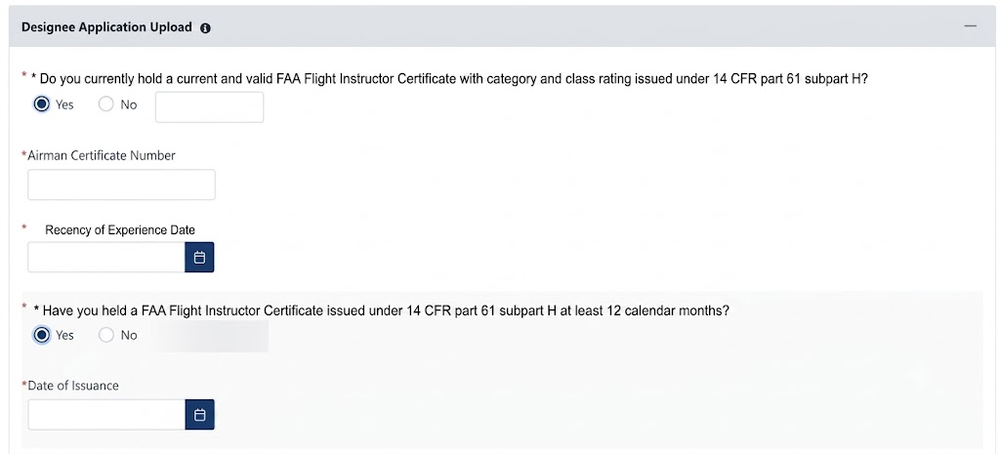 Designee Application Upload
* * Do you currently hold a current and valid FAA Flight Instructor Certificate with category and class rating issued under 14 CFR part 61 subpart H?
Yes No
*Airman Certificate Number
* Recency of Experience Date
* * Have you held a FAA Flight Instructor Certificate issued under 14 CFR part 61 subpart H at least 12 calendar months?
Yes No
*Date of Issuance